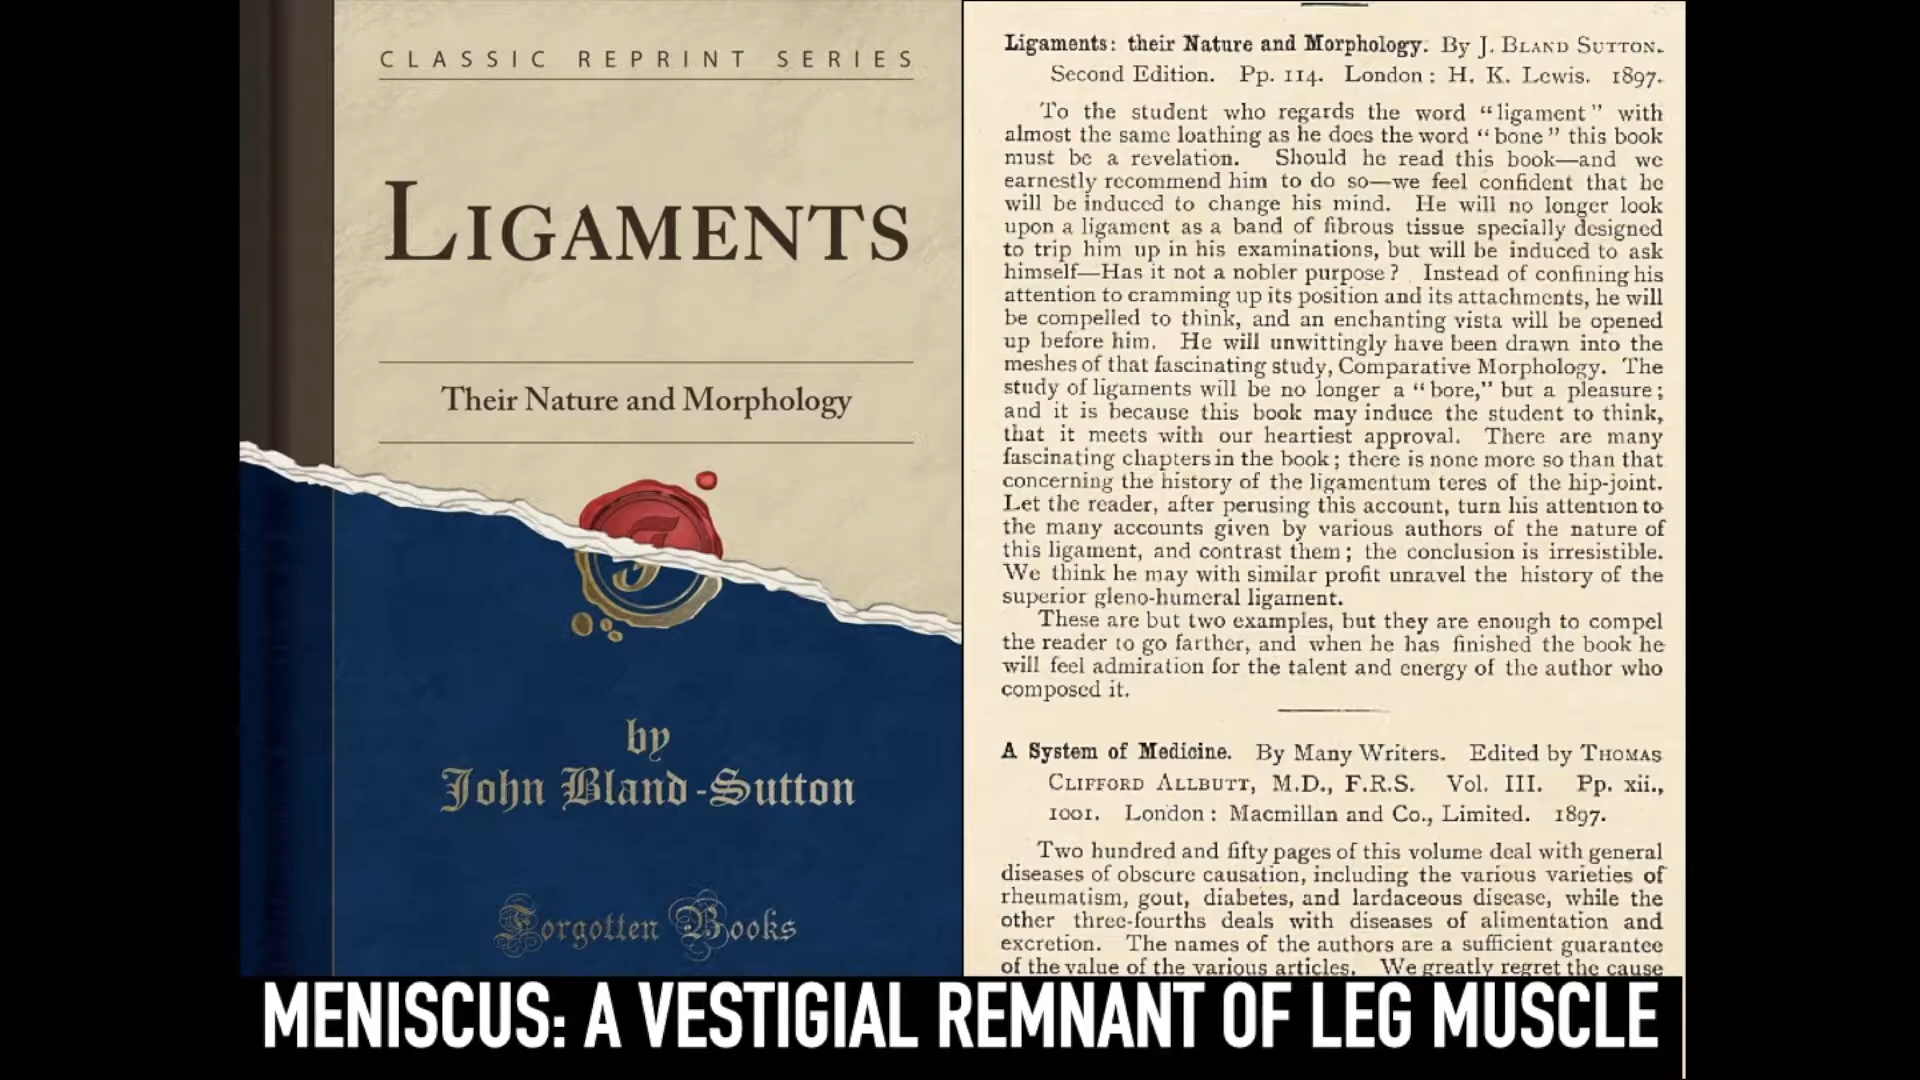 CLASSIC REPRINT SERIES
LIGAMENTS
Their Nature and Morphology
by
John Bland-Sutton
Forgotten Books
Ligaments: their Nature and Morphology. By J. BLAND SUTTON.
Second Edition. Pp. 114. London: H. K. Lewis. 1897.
To the student who regards the word "ligament" with
almost the same loathing as he does the word "bone" this book
must be a revelation. Should he read this book—and we
earnestly recommend him to do so—we feel confident that he
will be induced to change his mind. He will no longer look
upon a ligament as a band of fibrous tissue specially designed
to trip him up in his examinations, but will be induced to ask
himself—Has it not a nobler purpose? Instead of confining his
attention to cramming up its position and its attachments, he will
be compelled to think, and an enchanting vista will be opened
up before him. He will unwittingly have been drawn into the
meshes of that fascinating study, Comparative Morphology. The
study of ligaments will be no longer a "bore," but a pleasure;
and it is because this book may induce the student to think,
that it meets with our heartiest approval. There are many
fascinating chapters in the book; there is none more so than that
concerning the history of the ligamentum teres of the hip-joint.
Let the reader, after perusing this account, turn his attention to
the many accounts given by various authors of the nature of
this ligament, and contrast them; the conclusion is irresistible.
We think he may with similar profit unravel the history of the
superior gleno-humeral ligament.
These are but two examples, but they are enough to compel
the reader to go farther, and when he has finished the book he
will feel admiration for the talent and energy of the author who
composed it.
A System of Medicine. By Many Writers. Edited by THOMAS
CLIFFORD ALLBUTT, M.D., F.R.S. Vol. III. Pp. xii.,
1001. London: Macmillan and Co., Limited. 1897.
Two hundred and fifty pages of this volume deal with general
diseases of obscure causation, including the various varieties of
rheumatism, gout, diabetes, and lardaceous disease, while the
other three-fourths deals with diseases of alimentation and
excretion. The names of the authors are a sufficient guarantee
of the value of the various articles. We greatly regret the cause
MENISCUS: A VESTIGIAL REMNANT OF LEG MUSCLE